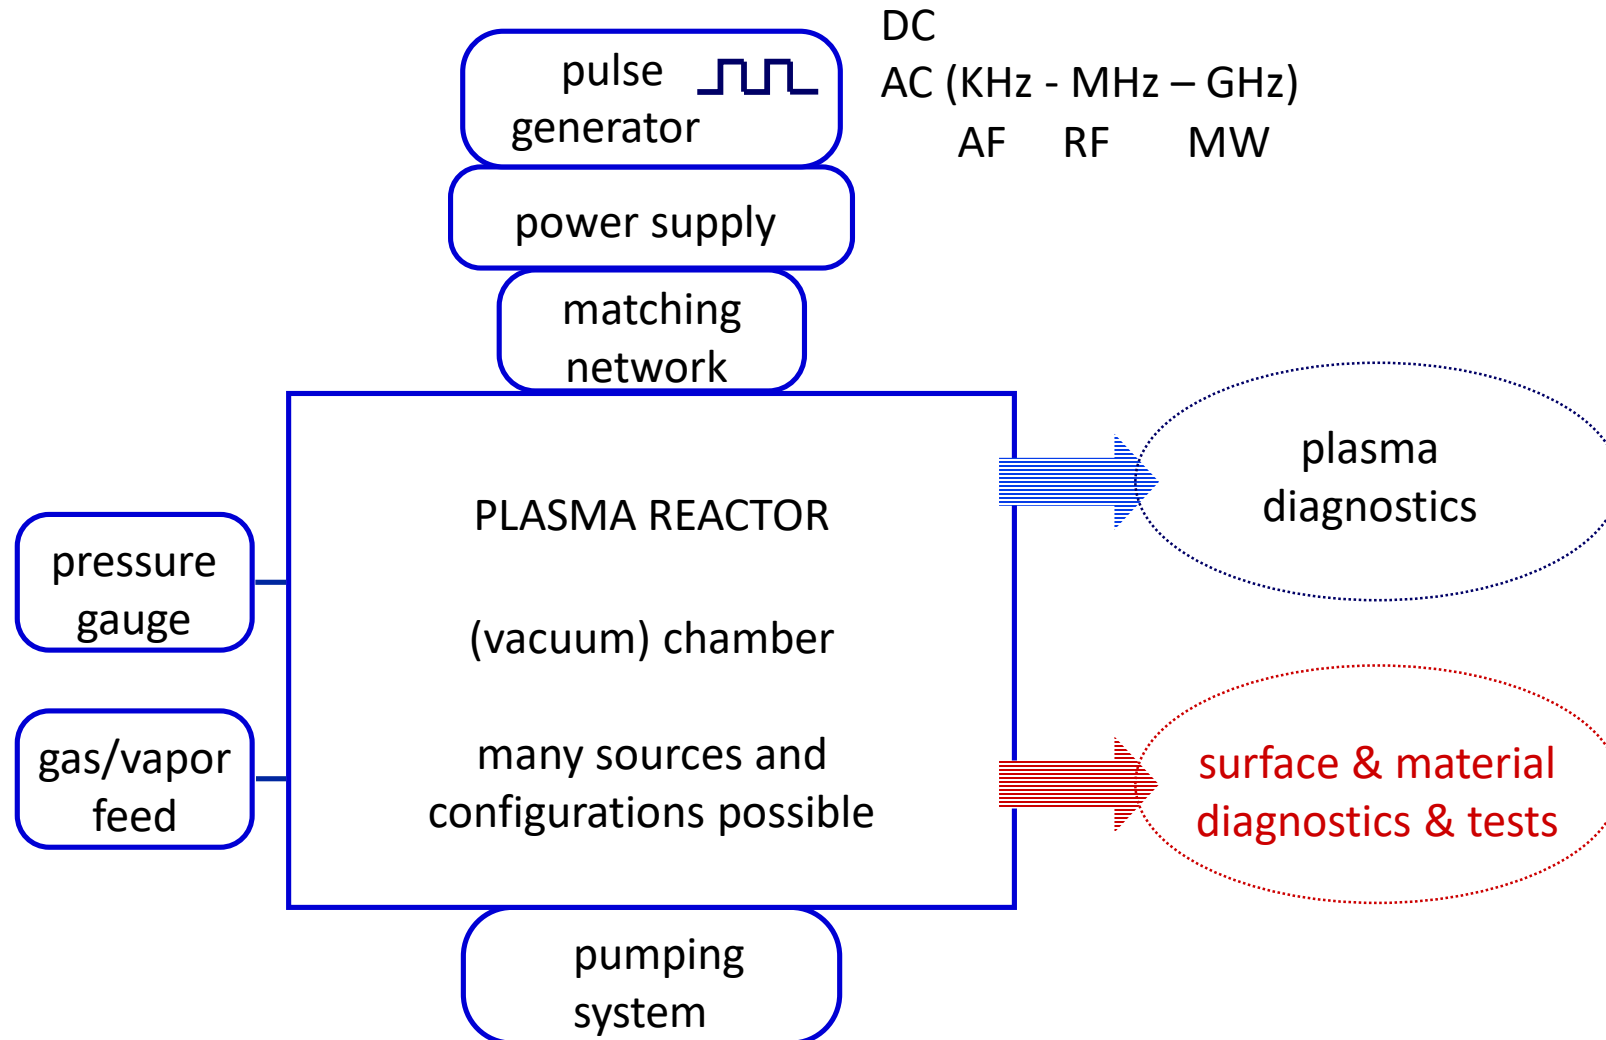 pulse
generator
DC
AC (KHz - MHz – GHz)
AF RF MW
power supply
matching
network
PLASMA REACTOR
(vacuum) chamber
many sources and
configurations possible
pressure
gauge
gas/vapor
feed
plasma
diagnostics
surface & material
diagnostics & tests
pumping
system